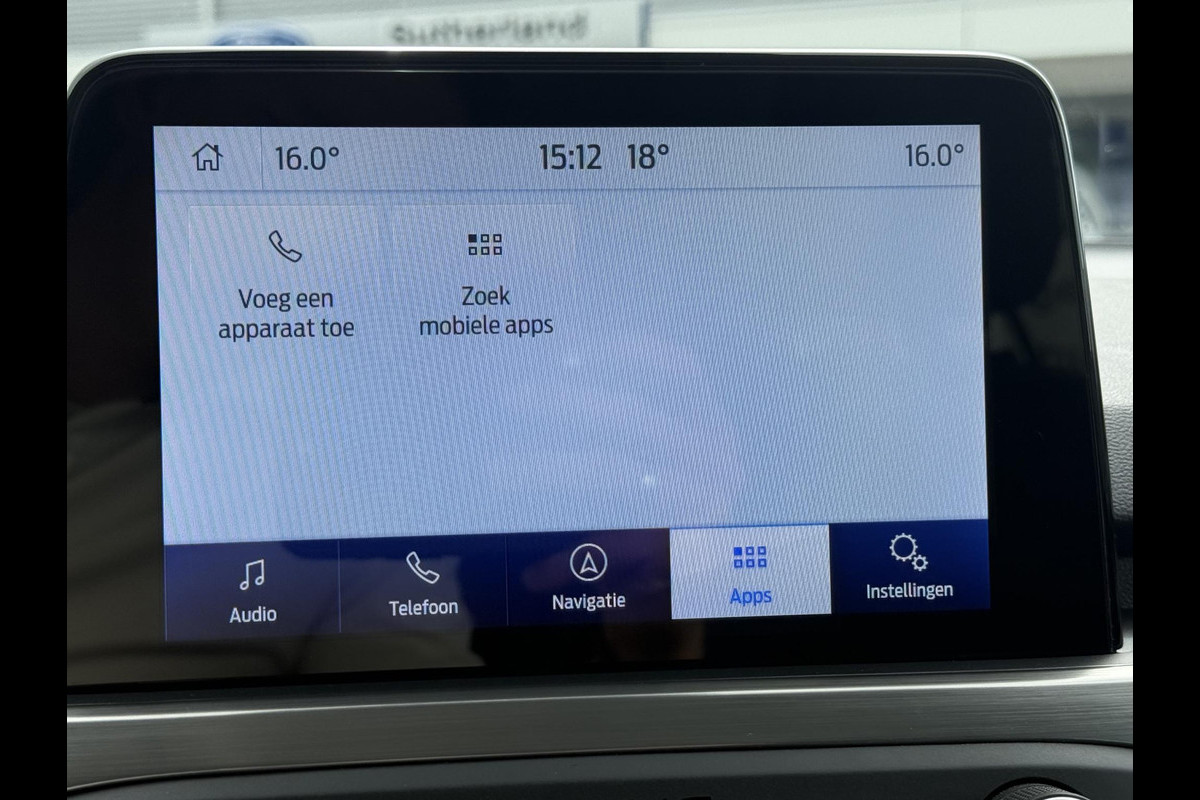 Sutherland
16.0° 15:12 18° 16.0°
Voeg een
apparaat toe
Zoek
mobiele apps
Audio
Telefoon
Navigatie
Apps
Instellingen